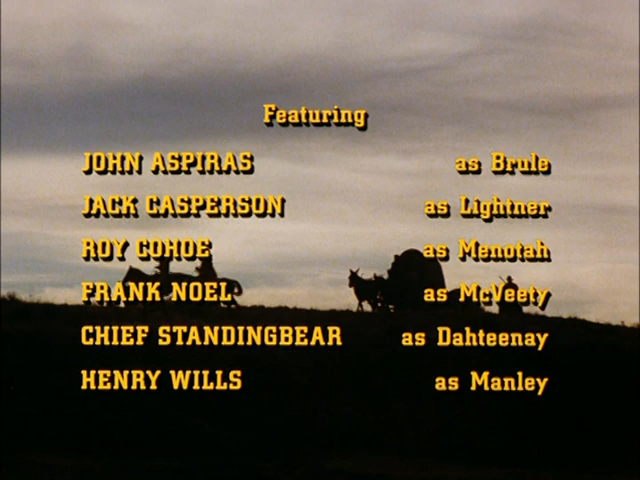 Featuring
JOHN ASPIRAS as Brule
JACK CASPERSON as Lightner
ROY COHOE as Menotah
FRANK NOEL as McVeety
CHIEF STANDINGBEAR as Dahteenay
HENRY WILLS as Manley